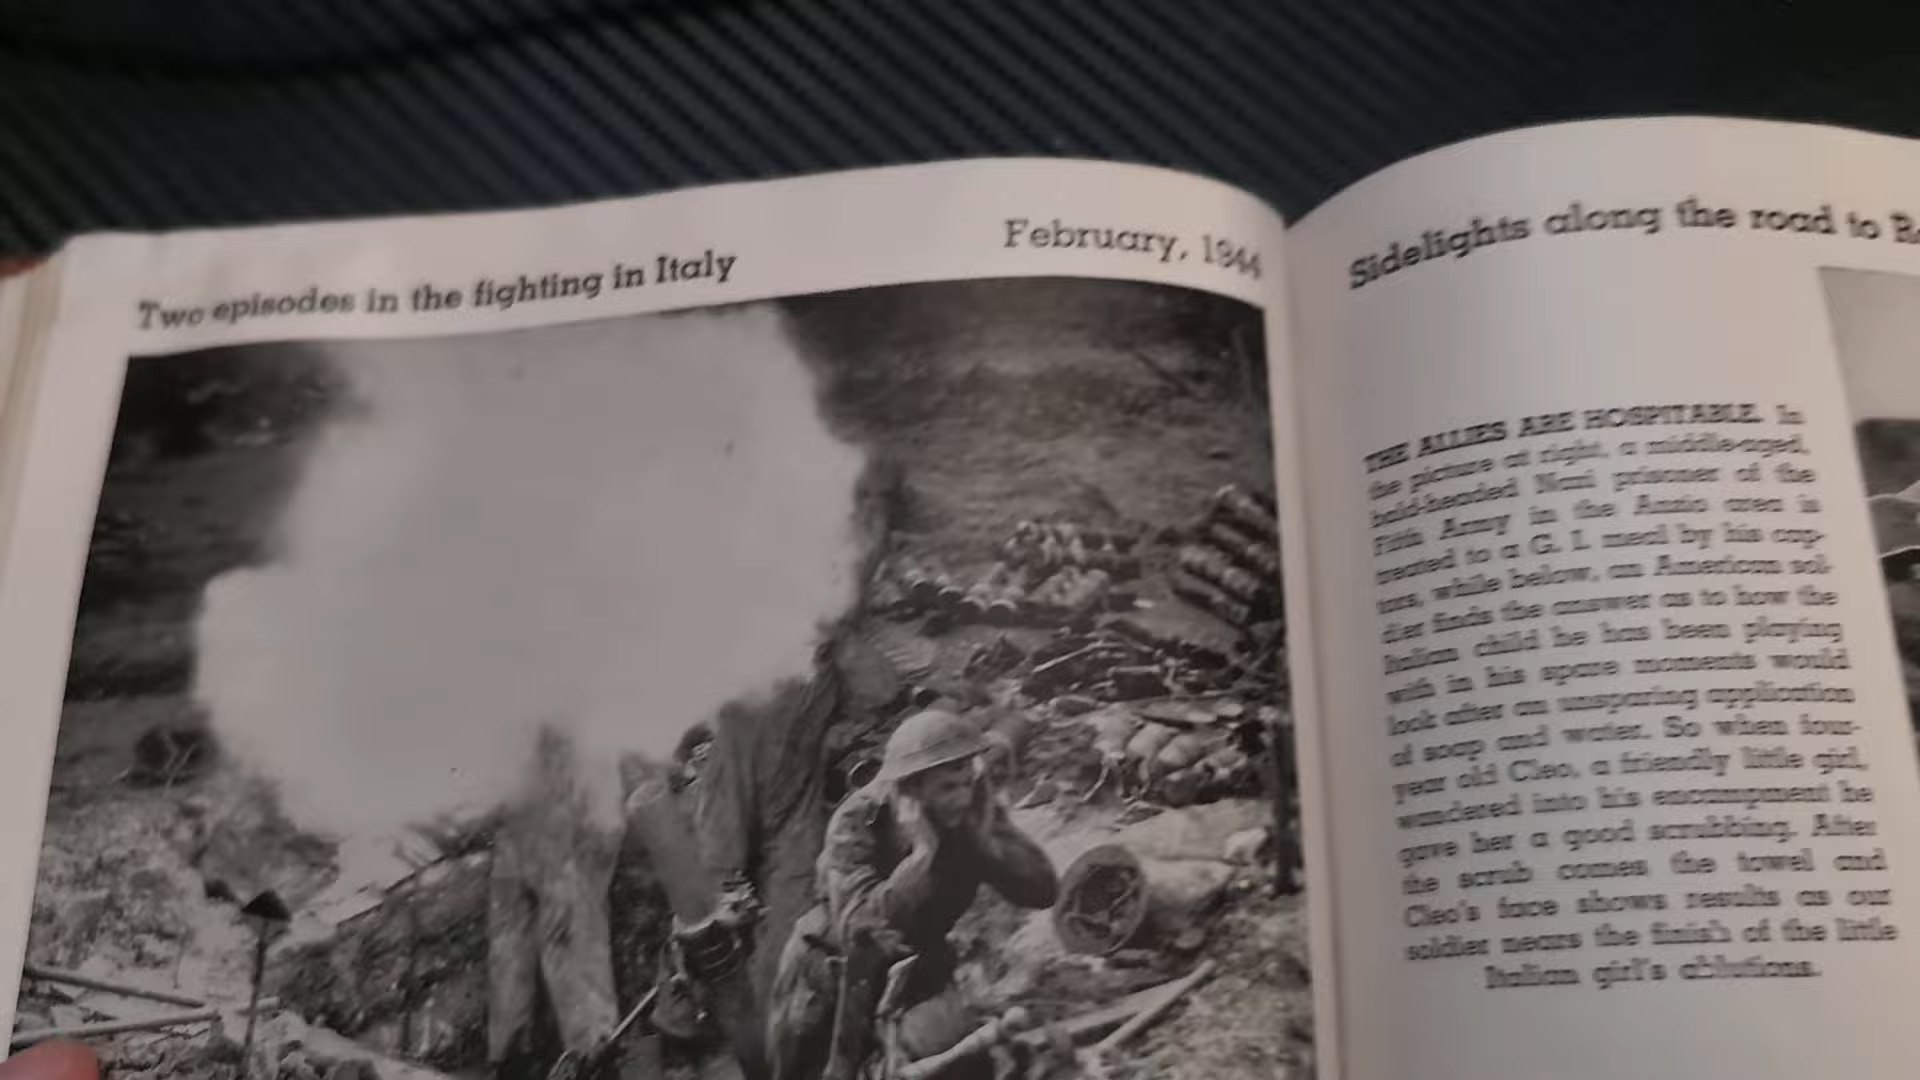 Two episodes in the fighting in Italy
February, 1944
Sidelights along the road to
THE ALLIES ARE HOSPITABLE. In
the picture at right, a middle-aged,
bald-headed Nazi prisoner of the
Fifth Army in the Anzio area is
treated to a G. I. meal by his cap-
tors, while below, an American sol-
dier finds the answer as to how the
Italian child he has been playing
with in his spare moments would
look after an unsparing application
of soap and water. So when four-
year old Cleo, a friendly little girl,
wandered into his encampment he
gave her a good scrubbing. After
the scrub comes the towel and
Cleo's face shows results as our
soldier nears the finish of the little
Italian girl's ablutions.